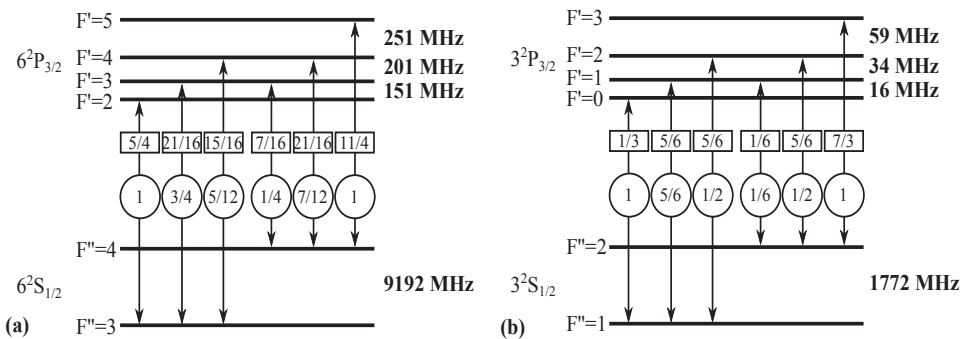 F'=5
251 MHz
6²P₃/₂
F'=4
201 MHz
F'=3
151 MHz
F'=2
5/4 21/16 15/16 7/16 21/16 11/4
1 3/4 5/12 1/4 7/12 1
F"=4
6²S₁/₂
9192 MHz
(a)
F"=3
(b)
F'=3
59 MHz
3²P₃/₂
F'=2
34 MHz
F'=1
16 MHz
F'=0
1/3 5/6 5/6 1/6 5/6 7/3
1 5/6 1/2 1/6 1/2 1
F"=2
3²S₁/₂
1772 MHz
F"=1